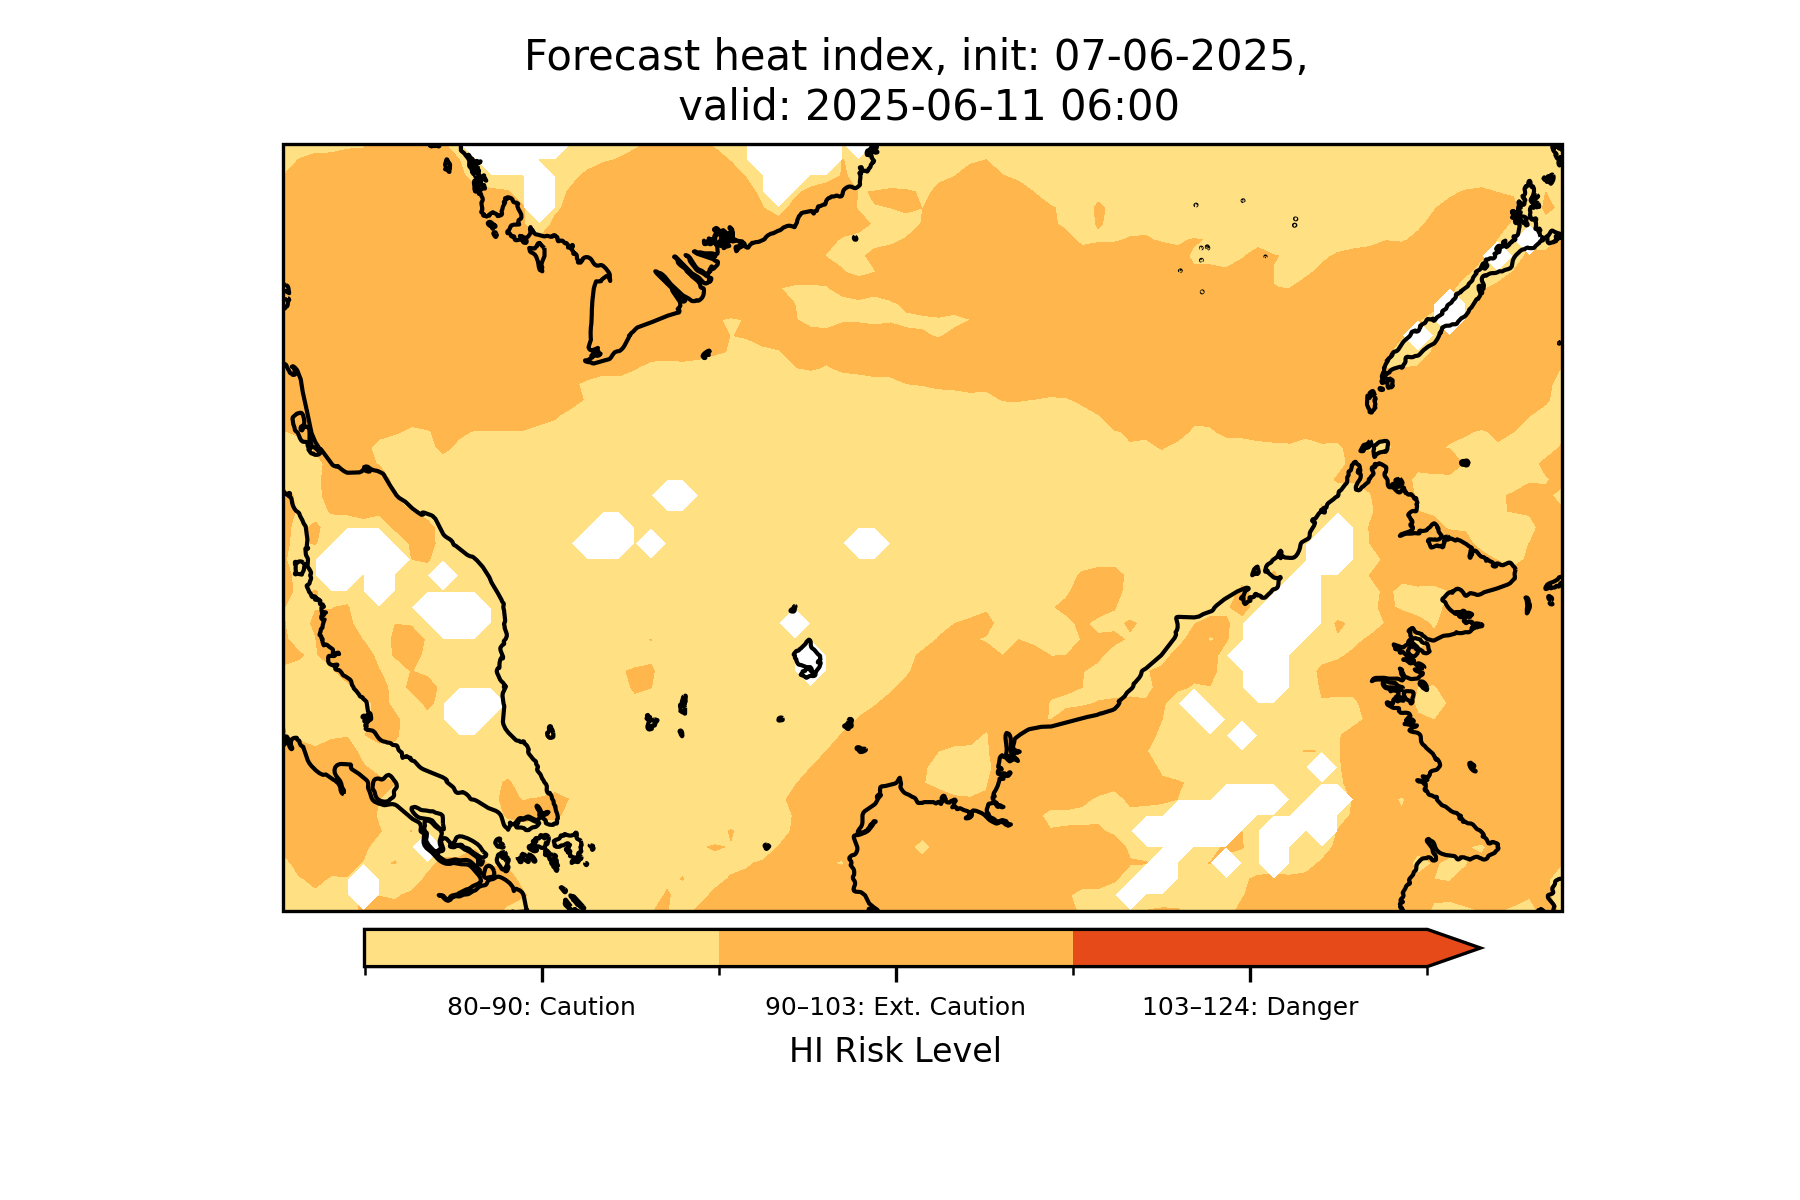 Forecast heat index, init: 07-06-2025,
valid: 2025-06-11 06:00
80–90: Caution
90–103: Ext. Caution
103–124: Danger
HI Risk Level